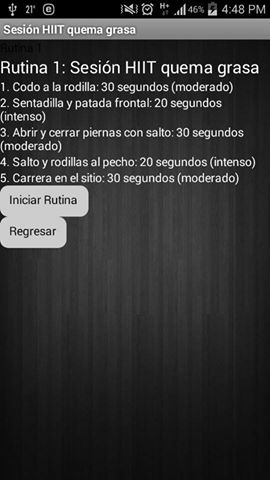 21° H+ 46% 4:48 PM
Sesión HIIT quema grasa
Rutina 1
Rutina 1: Sesión HIIT quema grasa
1. Codo a la rodilla: 30 segundos (moderado)
2. Sentadilla y patada frontal: 20 segundos
(intenso)
3. Abrir y cerrar piernas con salto: 30 segundos
(moderado)
4. Salto y rodillas al pecho: 20 segundos (intenso)
5. Carrera en el sitio: 30 segundos (moderado)
Iniciar Rutina
Regresar